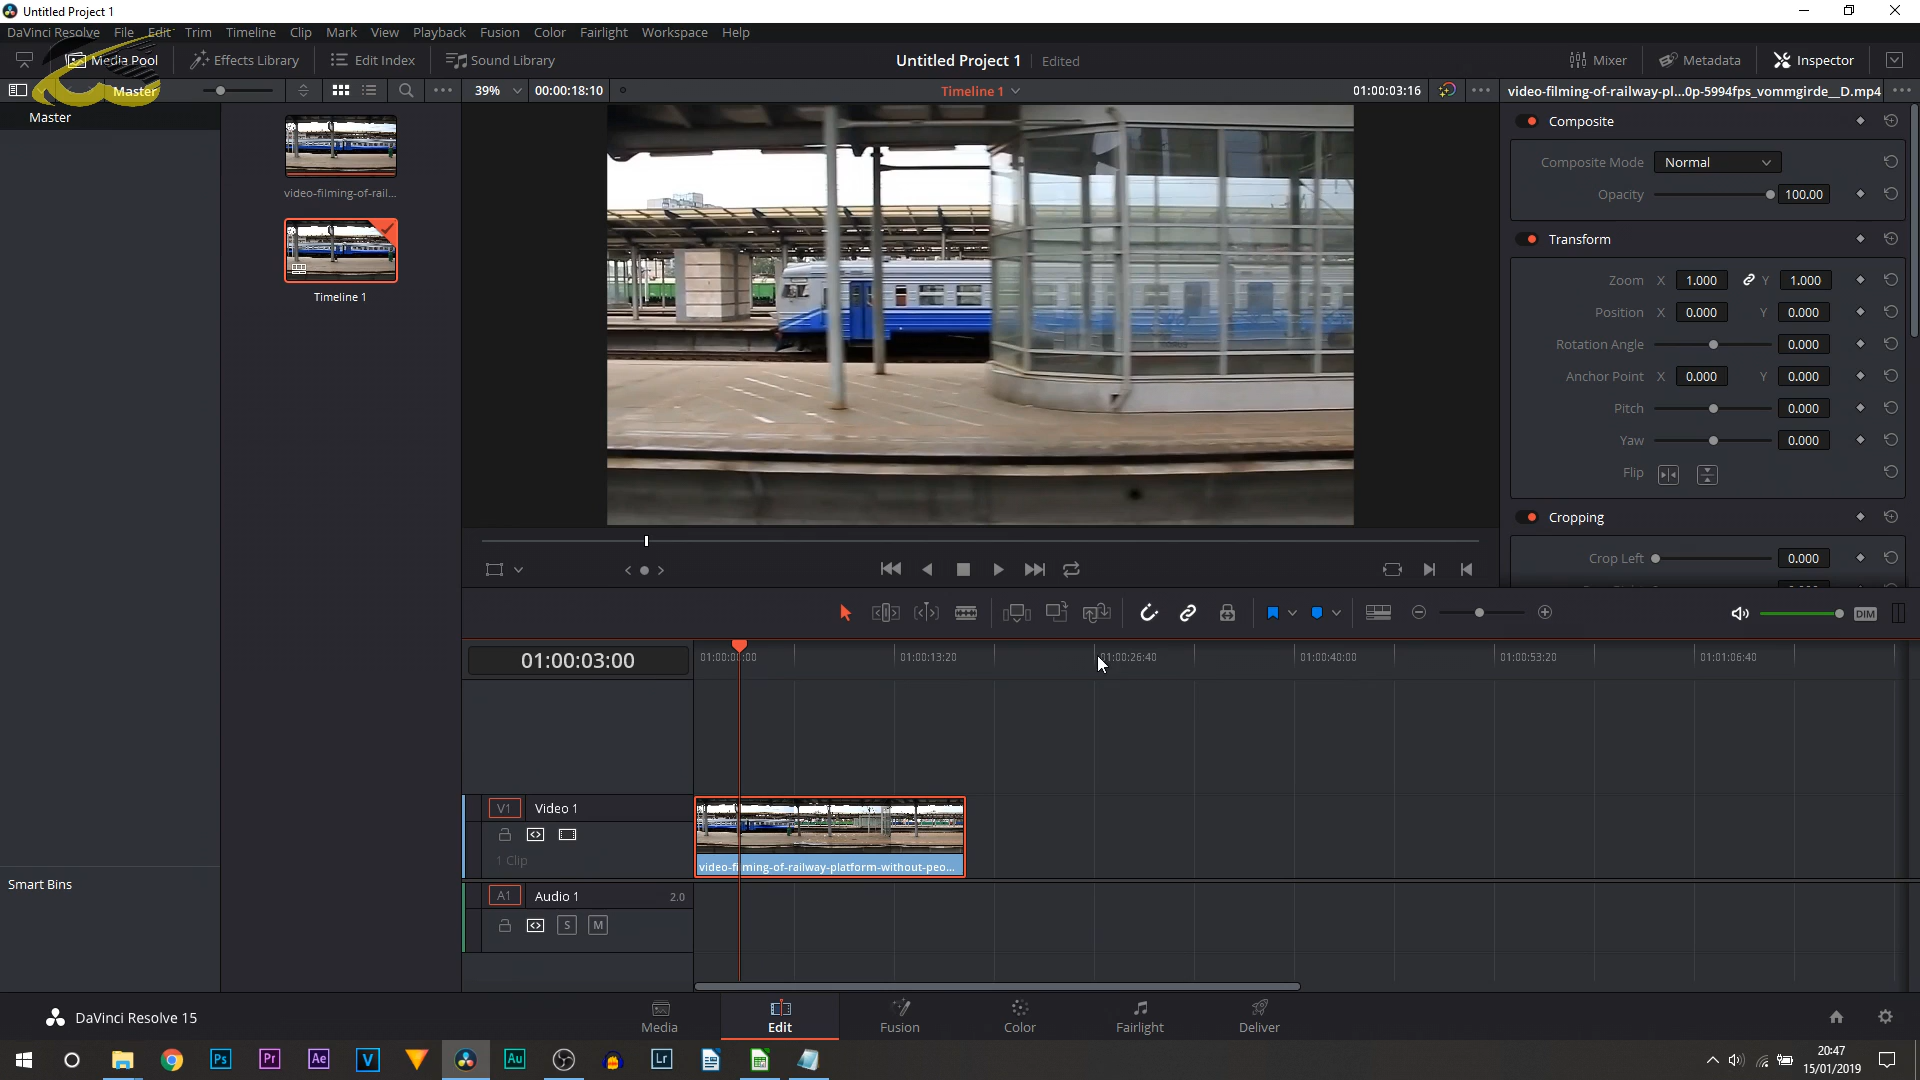 Untitled Project 1
DaVinci Resolve File Edit Trim Timeline Clip Mark View Playback Fusion Color Fairlight Workspace Help
Media Pool Effects Library Edit Index Sound Library Untitled Project 1 Edited Mixer Metadata Inspector
Master 39% 00:00:18:10 Timeline 1 01:00:03:16 video-filming-of-railway-pl...0p-5994fps_vommgirde__D.mp4
Master
video-filming-of-rail...
Timeline 1
Smart Bins
Composite
Composite Mode Normal
Opacity 100.00
Transform
Zoom X 1.000 Y 1.000
Position X 0.000 Y 0.000
Rotation Angle 0.000
Anchor Point X 0.000 Y 0.000
Pitch 0.000
Yaw 0.000
Flip
Cropping
Crop Left 0.000
DIM
01:00:03:00 01:00:13:20 01:00:26:40 01:00:40:00 01:00:53:20 01:01:06:40
V1 Video 1
1 Clip
video-filming-of-railway-platform-without-peo...
A1 Audio 1 2.0
S M
DaVinci Resolve 15 Media Edit Fusion Color Fairlight Deliver
Ps Pr Ae V Au Lr
20:47
15/01/2019